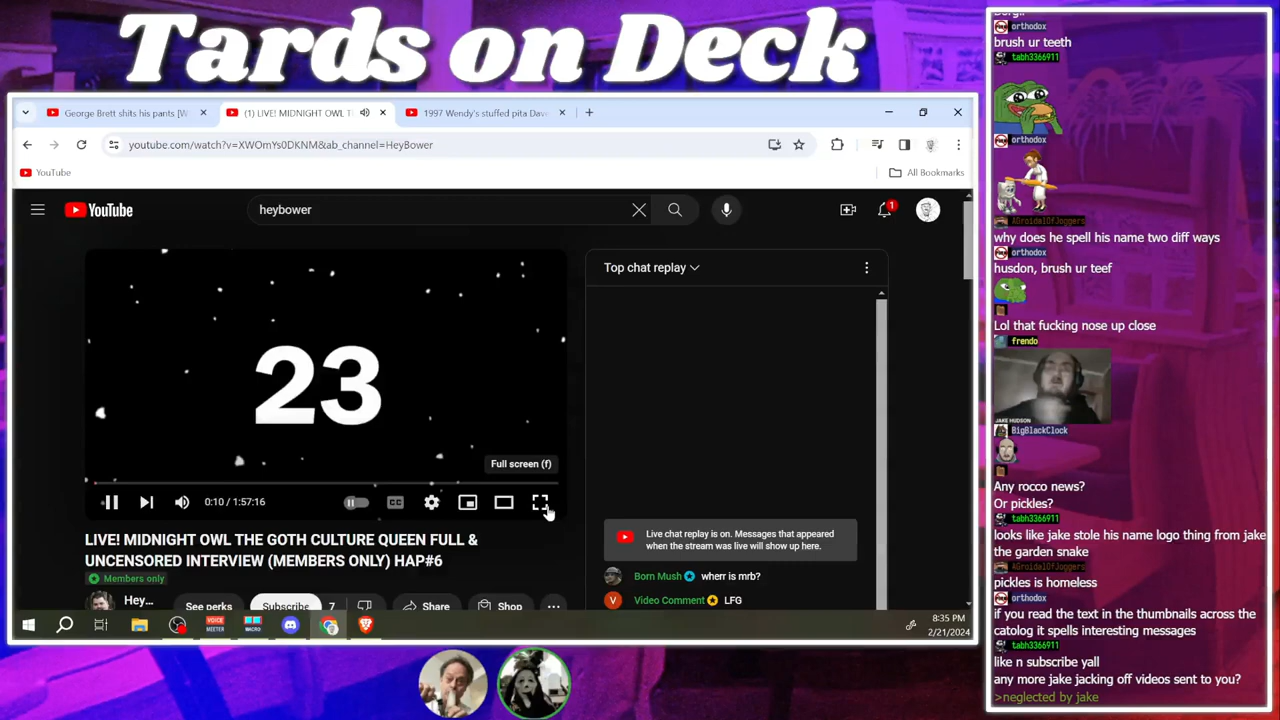 Tards on Deck
George Brett shits his pants [W
(1) LIVE! MIDNIGHT OWL T
1997 Wendy's stuffed pita Dav
youtube.com/watch?v=XWOmYs0DKNM&ab_channel=HeyBower
YouTube
All Bookmarks
YouTube
heybower
1
23
Full screen (f)
0:10 / 1:57:16
CC
LIVE! MIDNIGHT OWL THE GOTH CULTURE QUEEN FULL &
UNCENSORED INTERVIEW (MEMBERS ONLY) HAP#6
Members only
Hey...
See perks
Subscribe
7
Share
Shop
Top chat replay
Live chat replay is on. Messages that appeared
when the stream was live will show up here.
Born Mush wherr is mrb?
V Video Comment LFG
VOICE
MEETER
MACRO
8:35 PM
2/21/2024
orthodox
brush ur teeth
tabh3366911
orthodox
AGroidalOfJoggers
why does he spell his name two diff ways
orthodox
husdon, brush ur teef
Lol that fucking nose up close
frendo
JAKE HUDSON
BigBlackClock
Any rocco news?
Or pickles?
tabh3366911
looks like jake stole his name logo thing from jake
the garden snake
AGroidalOfJoggers
pickles is homeless
orthodox
if you read the text in the thumbnails across the
catolog it spells interesting messages
tabh3366911
like n subscribe yall
any more jake jacking off videos sent to you?
>neglected by jake